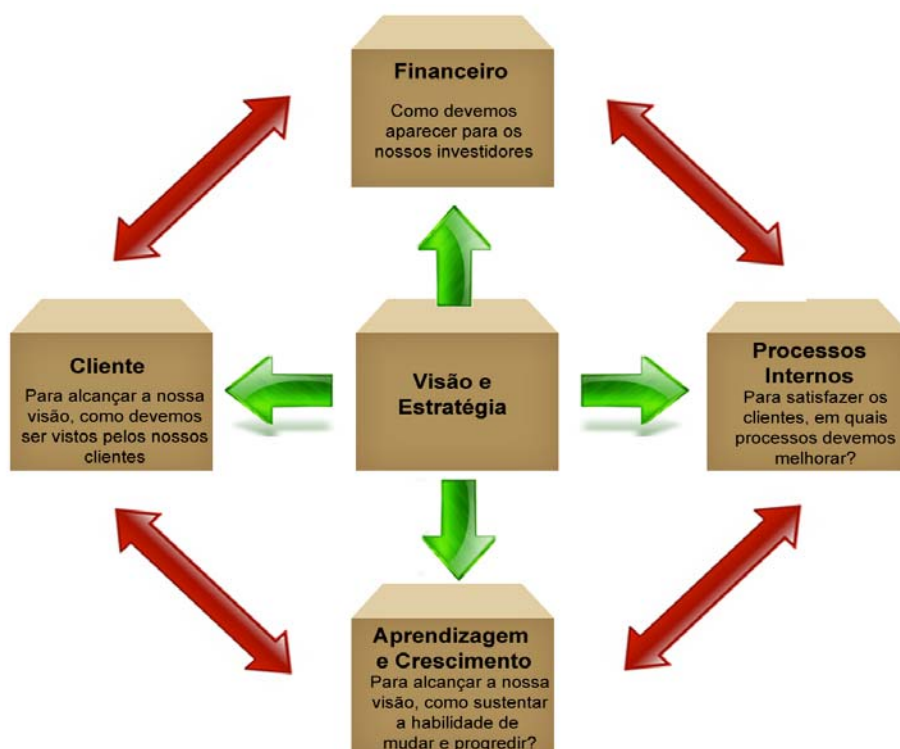 Financeiro
Como devemos
aparecer para os
nossos investidores
Cliente
Para alcançar a nossa
visão, como devemos
ser vistos pelos nossos
clientes
Visão e
Estratégia
Processos
Internos
Para satisfazer os
clientes, em quais
processos devemos
melhorar?
Aprendizagem
e Crescimento
Para alcançar a nossa
visão, como sustentar
a habilidade de
mudar e progredir?